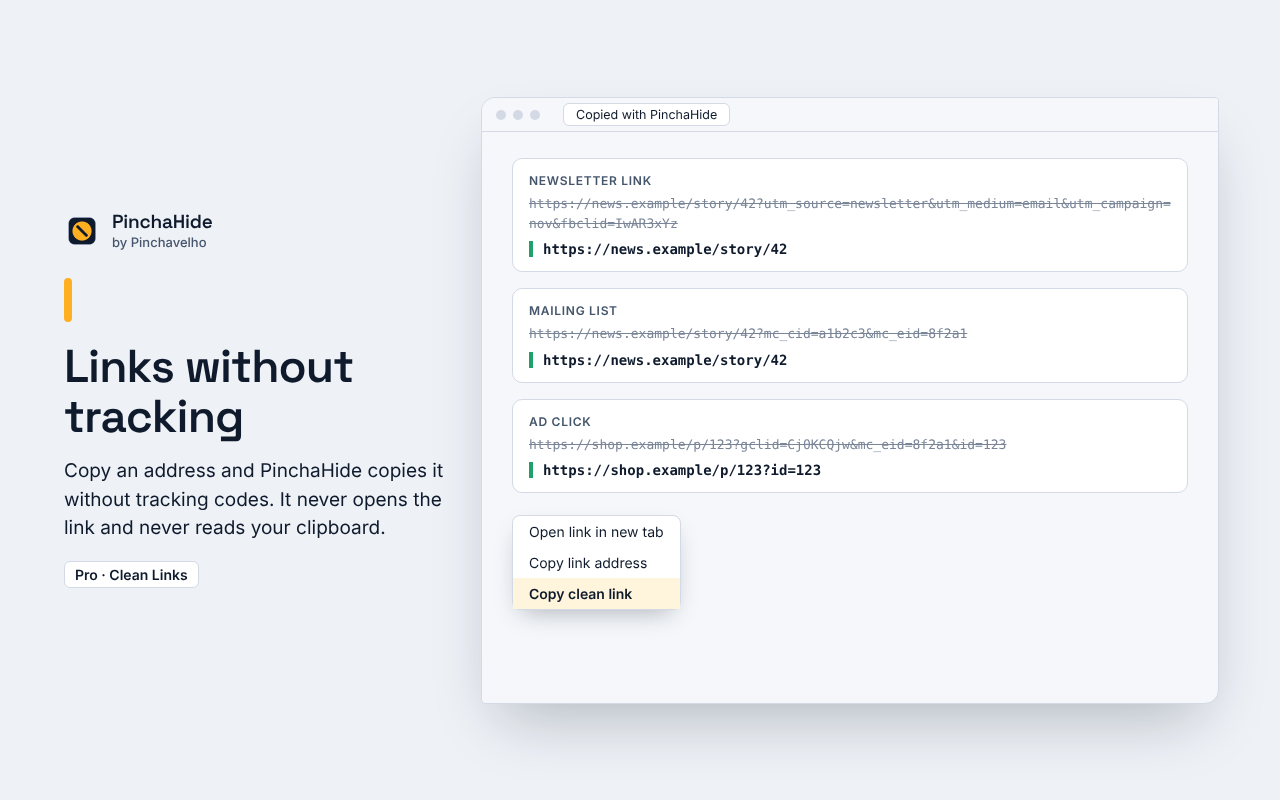 PinchaHide
by Pinchavelho
Links without
tracking
Copy an address and PinchaHide copies it
without tracking codes. It never opens the
link and never reads your clipboard.
Pro · Clean Links
Copied with PinchaHide
NEWSLETTER LINK
https://news.example/story/42?utm_source=newsletter&utm_medium=email&utm_campaign=
nov&fbclid=IwAR3xYz
https://news.example/story/42
MAILING LIST
https://news.example/story/42?mc_cid=a1b2c3&mc_eid=8f2a1
https://news.example/story/42
AD CLICK
https://shop.example/p/123?gclid=Cj0KCQjw&mc_eid=8f2a1&id=123
https://shop.example/p/123?id=123
Open link in new tab
Copy link address
Copy clean link